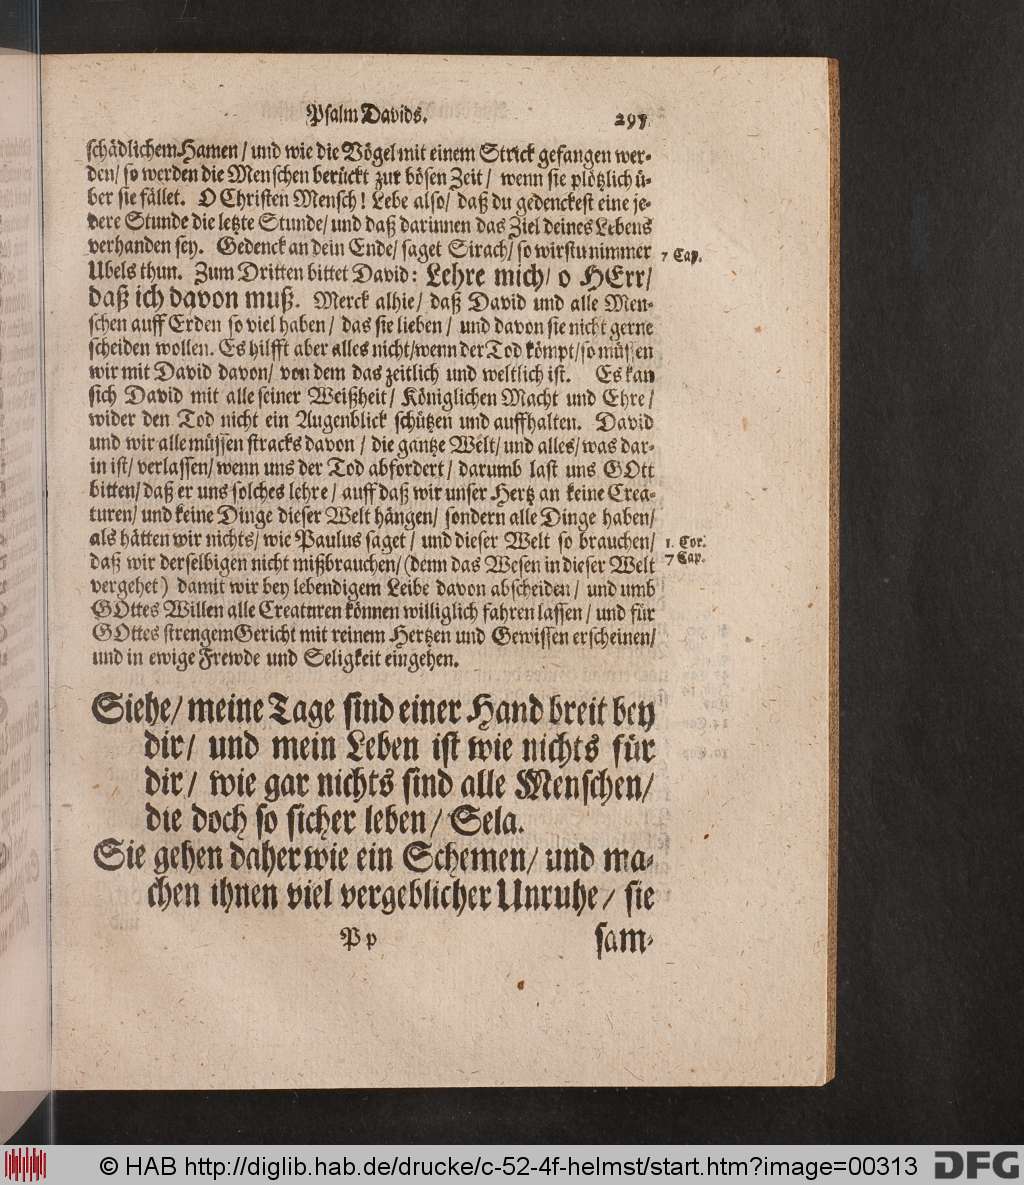 Psalm Davids. 297
schädlichem Hamen / und wie die Vögel mit einem Strick gefangen wer-
den / so werden die Menschen berückt zur bösen Zeit / wenn sie plötzlich ü-
ber sie fället. O Christen Mensch! Lebe also / daß du gedenckest eine je-
dere Stunde die letzte Stunde / und daß darinnen das Ziel deines Lebens
verhanden sey. Gedenck an dein Ende / saget Sirach / so wirstu nimmer
7 Cap.
Ubels thun. Zum Dritten bittet David: Lehre mich / o HErr /
daß ich davon muß. Merck alhie / daß David und alle Men-
schen auff Erden so viel haben / das sie lieben / und davon sie nicht gerne
scheiden wollen. Es hilfft aber alles nicht / wenn der Tod kömpt / so müssen
wir mit David davon / von dem das zeitlich und weltlich ist. Es kan
sich David mit alle seiner Weißheit / Königlichen Macht und Ehre /
wider den Tod nicht ein Augenblick schützen und auffhalten. David
und wir alle müssen stracks davon / die gantze Welt / und alles / was dar-
in ist / verlassen / wenn uns der Tod abfordert / darumb last uns GOtt
bitten / daß er uns solches lehre / auff daß wir unser Hertz an keine Crea-
turen / und keine Dinge dieser Welt hängen / sondern alle Dinge haben /
als hätten wir nichts / wie Paulus saget / und dieser Welt so brauchen /
1. Cor.
daß wir derselbigen nicht mißbrauchen / (denn das Wesen in dieser Welt
7 Cap.
vergehet) damit wir bey lebendigem Leibe davon abscheiden / und umb
GOttes Willen alle Creaturen können williglich fahren lassen / und für
GOttes strengem Gericht mit reinem Hertzen und Gewissen erscheinen /
und in ewige Frewde und Seligkeit eingehen.
Siehe / meine Tage sind einer Hand breit bey
dir / und mein Leben ist wie nichts für
dir / wie gar nichts sind alle Menschen /
die doch so sicher leben / Sela.
Sie gehen daher wie ein Schemen / und ma-
chen ihnen viel vergeblicher Unruhe / sie
Pp sam-
© HAB http://diglib.hab.de/drucke/c-52-4f-helmst/start.htm?image=00313 DFG